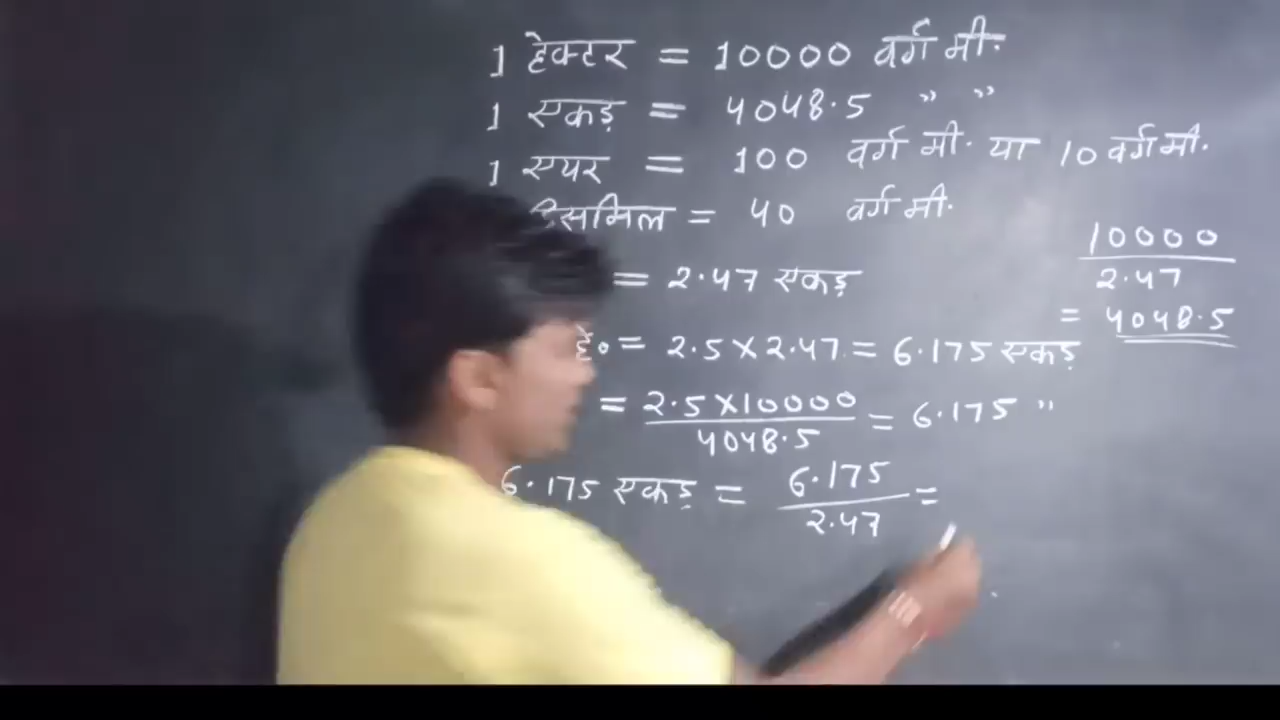 1 हेक्टर = 10000 वर्ग मी.
1 एकड़ = 4048.5 " "
1 एयर = 100 वर्ग मी. या 10 वर्ग मी.
डिसमिल = 40 वर्ग मी.
= 2.47 एकड़
हे० = 2.5 × 2.47 = 6.175 एकड़
= 2.5 × 10000 / 4048.5 = 6.175 "
6.175 एकड़ = 6.175 / 2.47 =
10000
2.47
= 4048.5